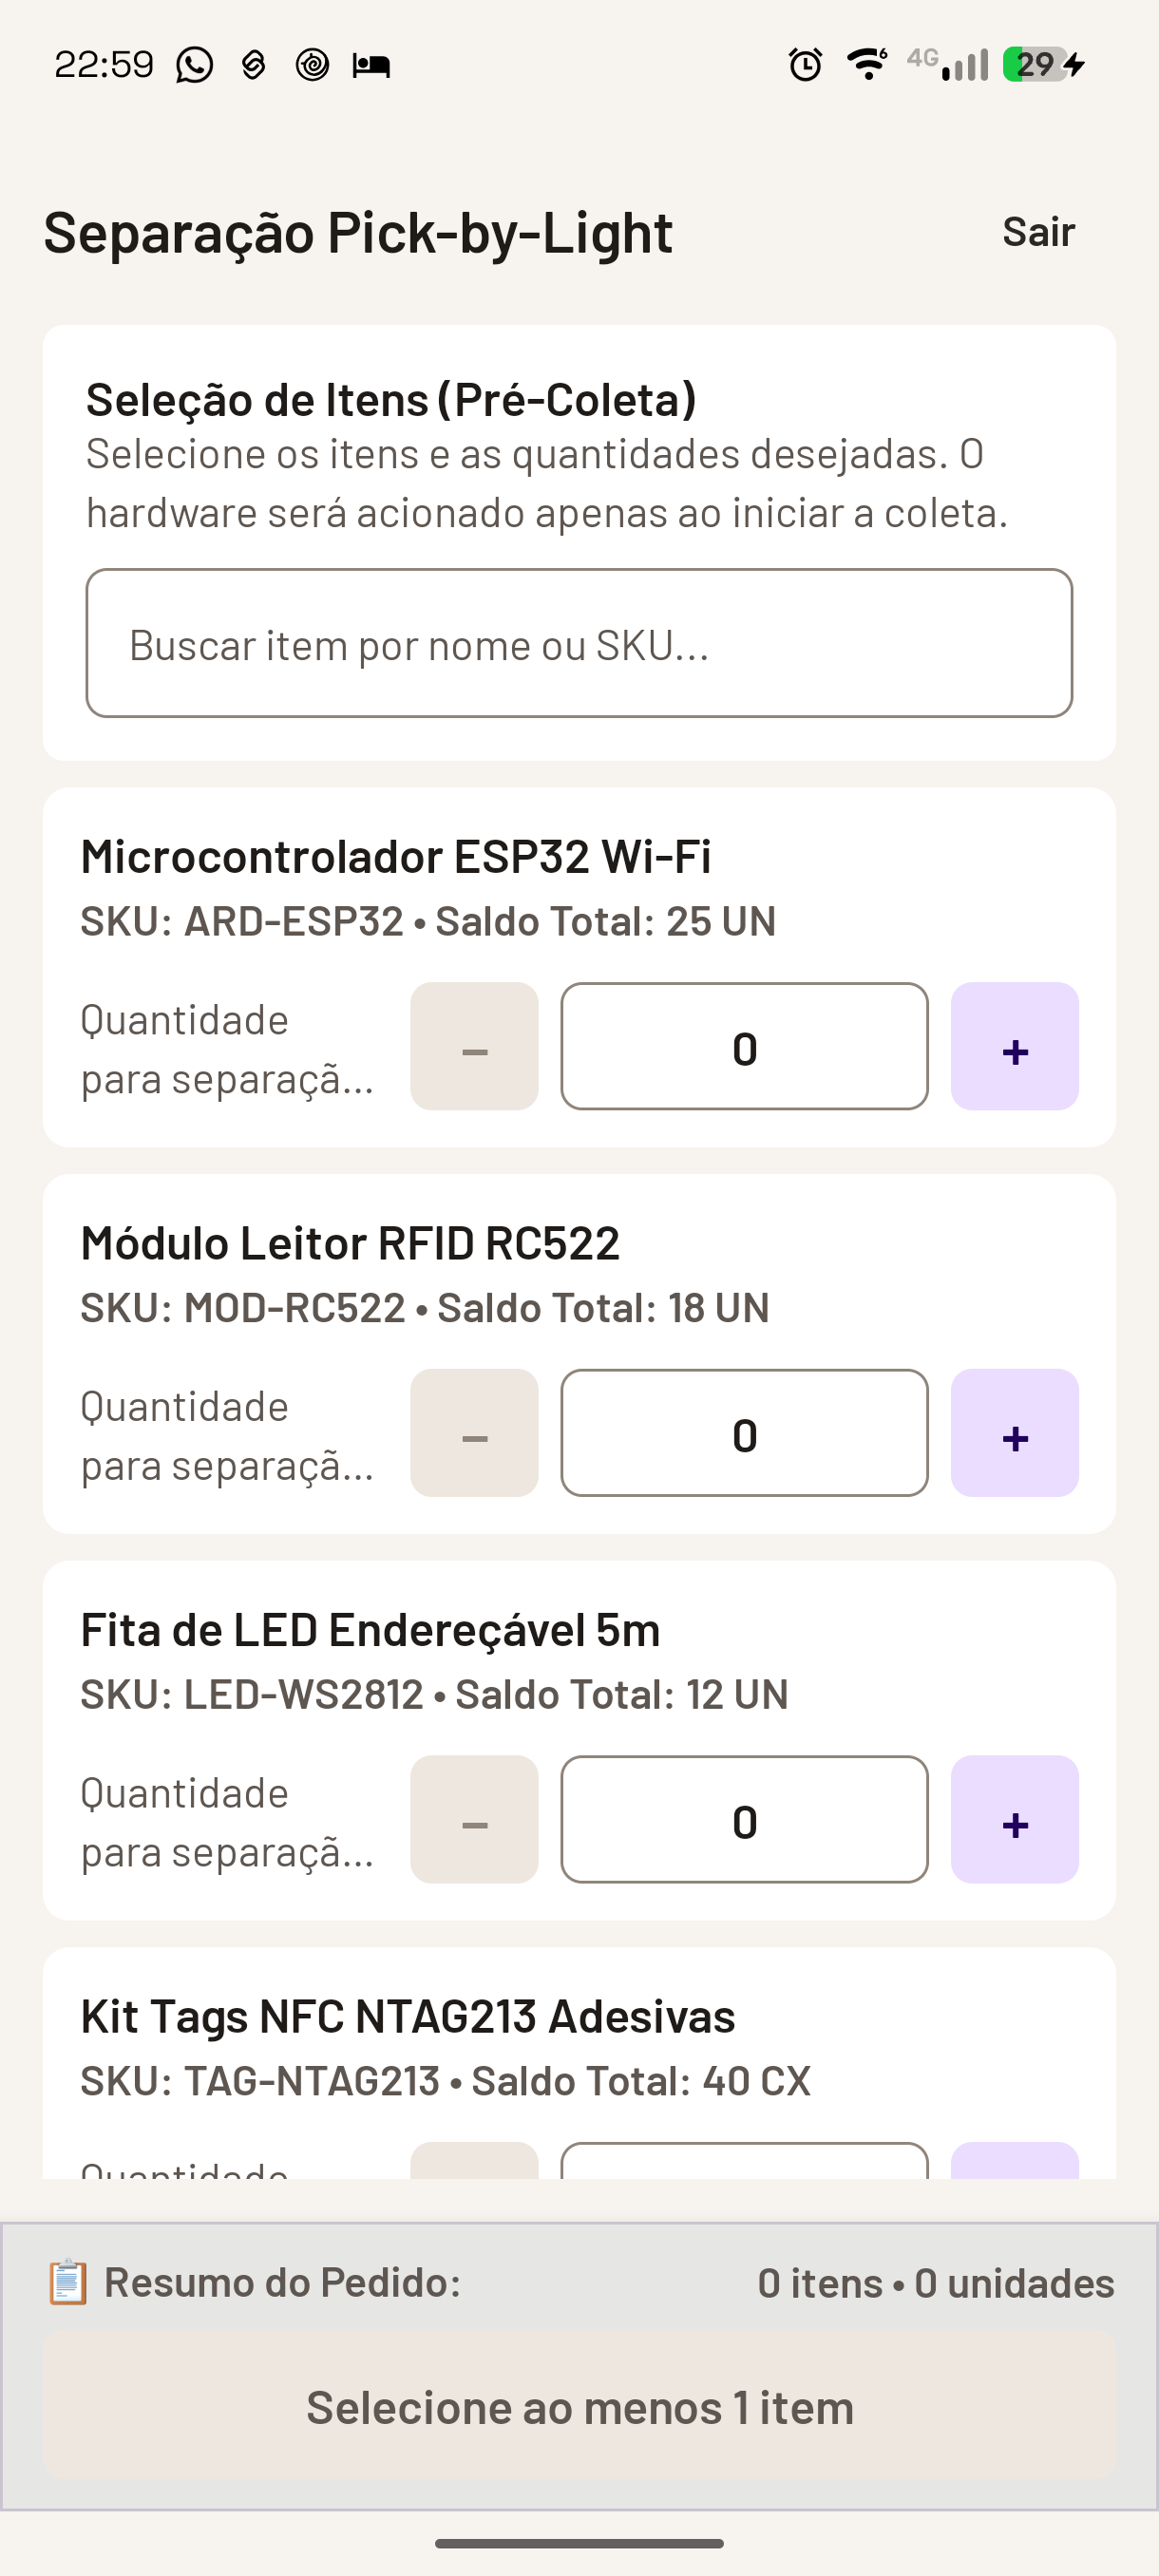 22:59
6
4G
29
Separação Pick-by-Light
Sair
Seleção de Itens (Pré-Coleta)
Selecione os itens e as quantidades desejadas. O
hardware será acionado apenas ao iniciar a coleta.
Buscar item por nome ou SKU...
Microcontrolador ESP32 Wi-Fi
SKU: ARD-ESP32 • Saldo Total: 25 UN
Quantidade
para separaçã...
−
0
+
Módulo Leitor RFID RC522
SKU: MOD-RC522 • Saldo Total: 18 UN
Quantidade
para separaçã...
−
0
+
Fita de LED Endereçável 5m
SKU: LED-WS2812 • Saldo Total: 12 UN
Quantidade
para separaçã...
−
0
+
Kit Tags NFC NTAG213 Adesivas
SKU: TAG-NTAG213 • Saldo Total: 40 CX
Quantidade
📋 Resumo do Pedido:
0 itens • 0 unidades
Selecione ao menos 1 item